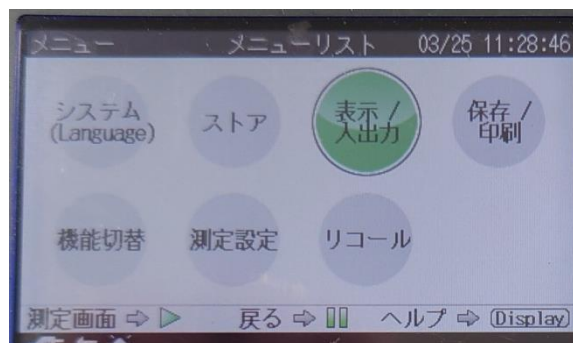 メニュー メニューリスト 03/25 11:28:46
システム
(Language)
ストア
表示 /
入出力
保存 /
印刷
機能切替
測定設定
リコール
測定画面 ⇨ ▷ 戻る ⇨ ▯▯ ヘルプ ⇨ (Display)